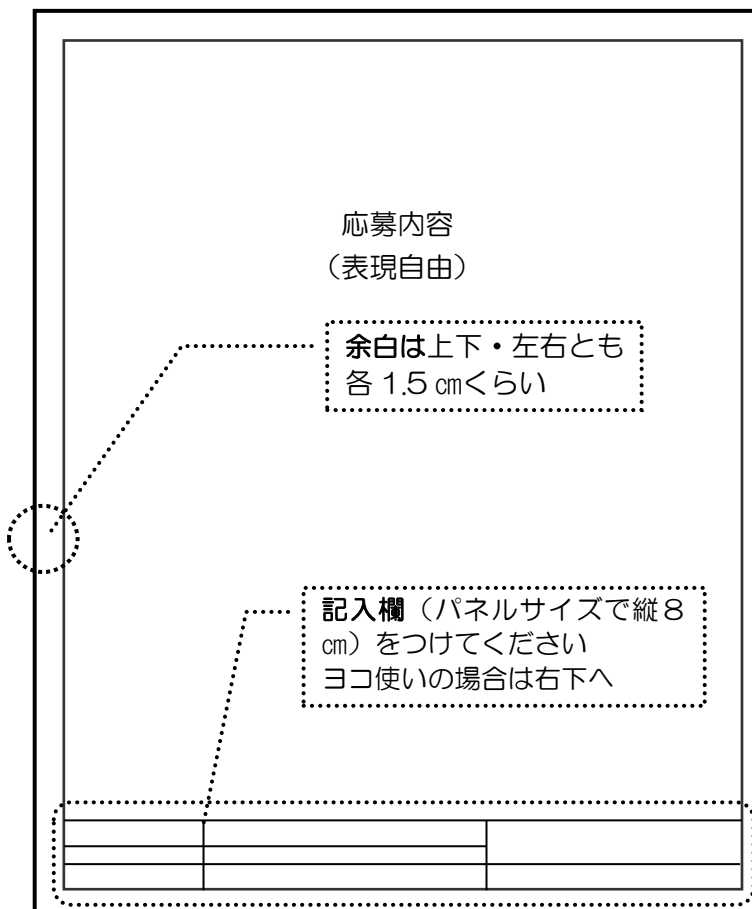 応募内容
（表現自由）
余白は上下・左右とも
各 1.5 ㎝くらい
記入欄（パネルサイズで縦８
㎝）をつけてください
ヨコ使いの場合は右下へ